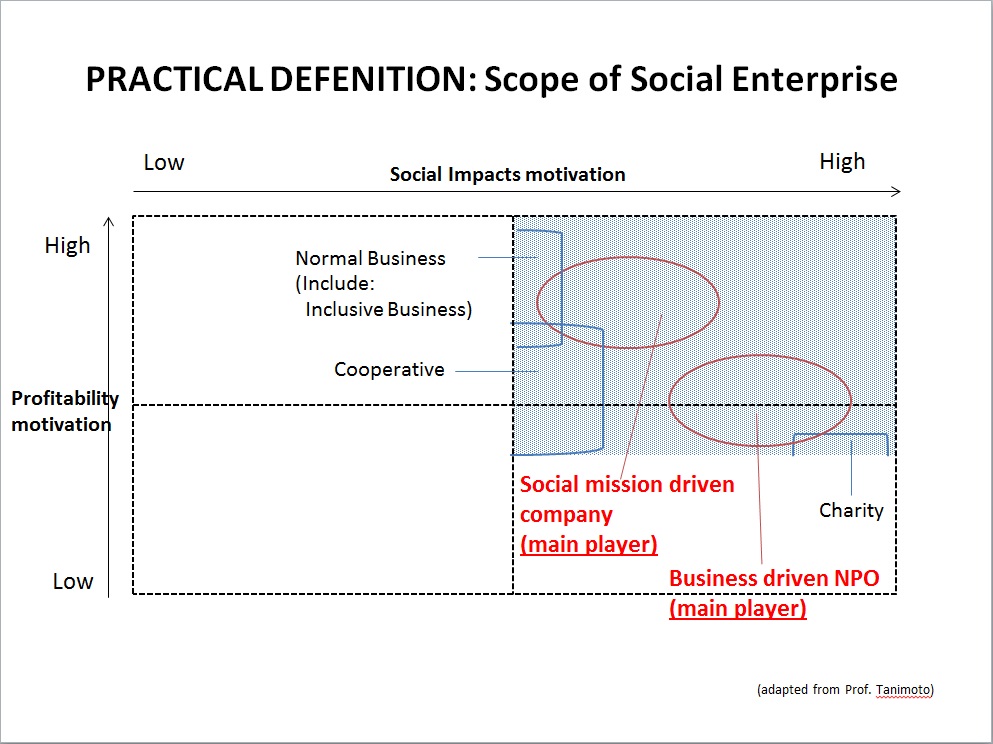 PRACTICAL DEFENITION: Scope of Social Enterprise
Low
High
Social Impacts motivation
High
Normal Business
(Include:
Inclusive Business)
Cooperative
Profitability
motivation
Social mission driven
company
(main player)
Charity
Low
Business driven NPO
(main player)
(adapted from Prof. Tanimoto)